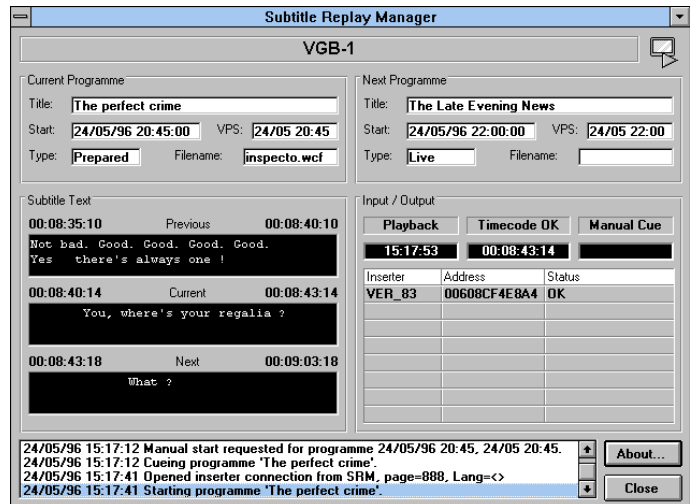 Subtitle Replay Manager
VGB-1
Current Programme
Title: The perfect crime
Start: 24/05/96 20:45:00 VPS: 24/05 20:45
Type: Prepared Filename: inspecto.wcf
Next Programme
Title: The Late Evening News
Start: 24/05/96 22:00:00 VPS: 24/05 22:00
Type: Live Filename:
Subtitle Text
00:08:35:10 Previous 00:08:40:10
Not bad. Good. Good. Good. Good.
Yes there's always one !
00:08:40:14 Current 00:08:43:14
You, where's your regalia ?
00:08:43:18 Next 00:09:03:18
What ?
Input / Output
Playback Timecode OK Manual Cue
15:17:53 00:08:43:14
Inserter Address Status
VER_83 00608CF4E8A4 OK
24/05/96 15:17:12 Manual start requested for programme 24/05/96 20:45, 24/05 20:45.
24/05/96 15:17:12 Cueing programme 'The perfect crime'.
24/05/96 15:17:41 Opened inserter connection from SRM, page=888, Lang=<>
24/05/96 15:17:41 Starting programme 'The perfect crime'.
About...
Close